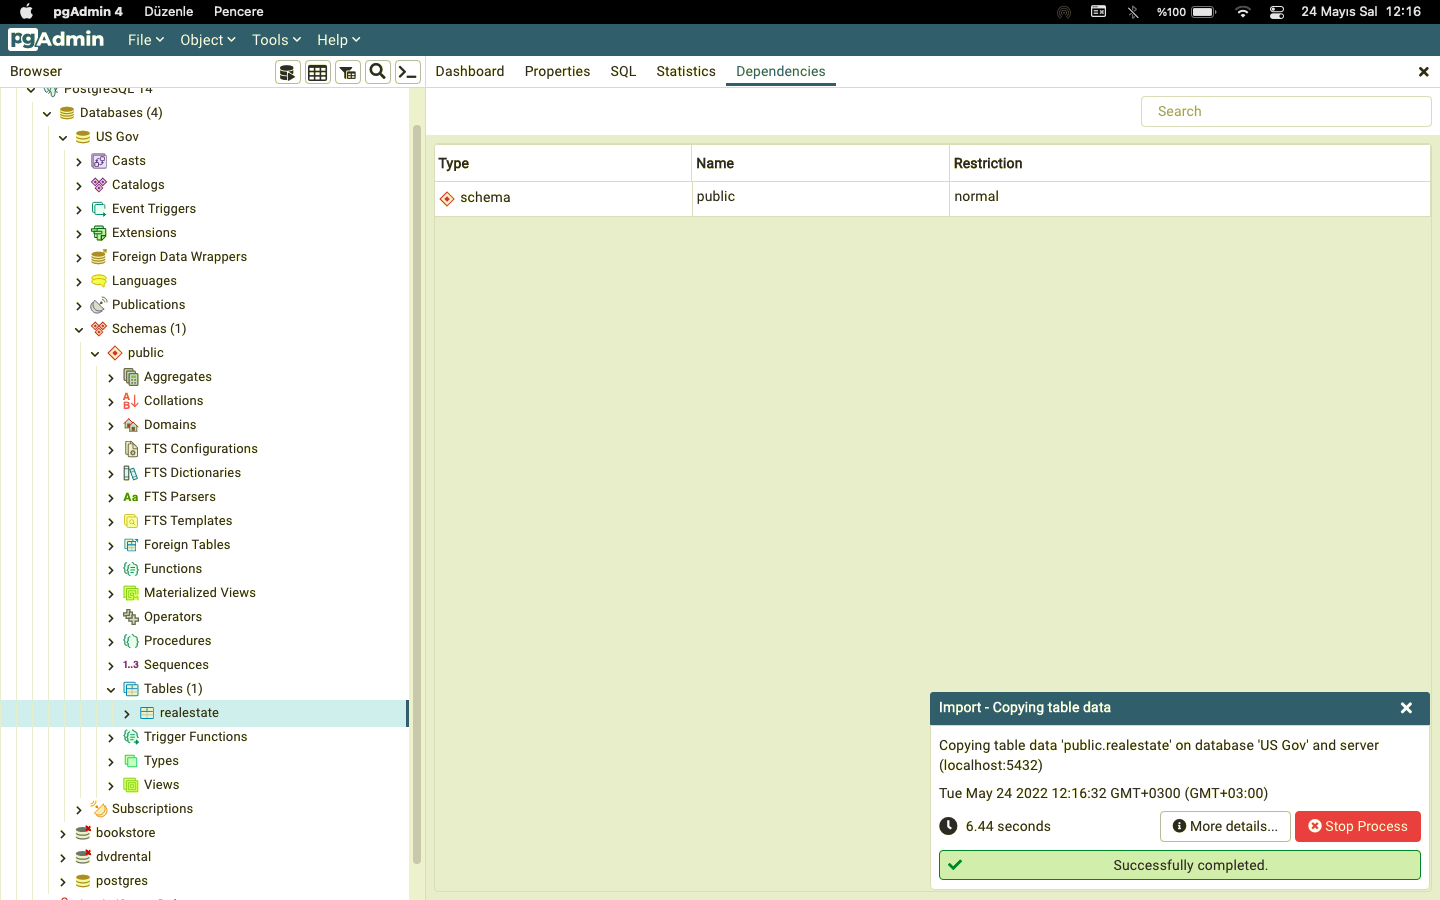 pgAdmin 4 Düzenle Pencere %100 24 Mayıs Sal 12:16
pgAdmin File Object Tools Help
Browser Dashboard Properties SQL Statistics Dependencies
PostgreSQL 14
Databases (4)
US Gov
Casts
Catalogs
Event Triggers
Extensions
Foreign Data Wrappers
Languages
Publications
Schemas (1)
public
Aggregates
Collations
Domains
FTS Configurations
FTS Dictionaries
Aa FTS Parsers
FTS Templates
Foreign Tables
Functions
Materialized Views
Operators
Procedures
1..3 Sequences
Tables (1)
realestate
Trigger Functions
Types
Views
Subscriptions
bookstore
dvdrental
postgres
Search
Type Name Restriction
schema public normal
Import - Copying table data
Copying table data 'public.realestate' on database 'US Gov' and server
(localhost:5432)
Tue May 24 2022 12:16:32 GMT+0300 (GMT+03:00)
6.44 seconds More details... Stop Process
Successfully completed.